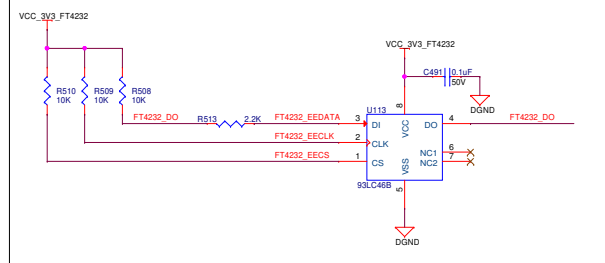 VCC_3V3_FT4232
VCC_3V3_FT4232
C491 0.1uF
50V
R510
10K
R509
10K
R508
10K
DGND
U113
8
FT4232_DO
R513
2.2K
FT4232_EEDATA
3
DI
VCC
DO
4
FT4232_DO
FT4232_EECLK
2
CLK
NC1
6
FT4232_EECS
1
CS
VSS
NC2
7
93LC46B
5
DGND